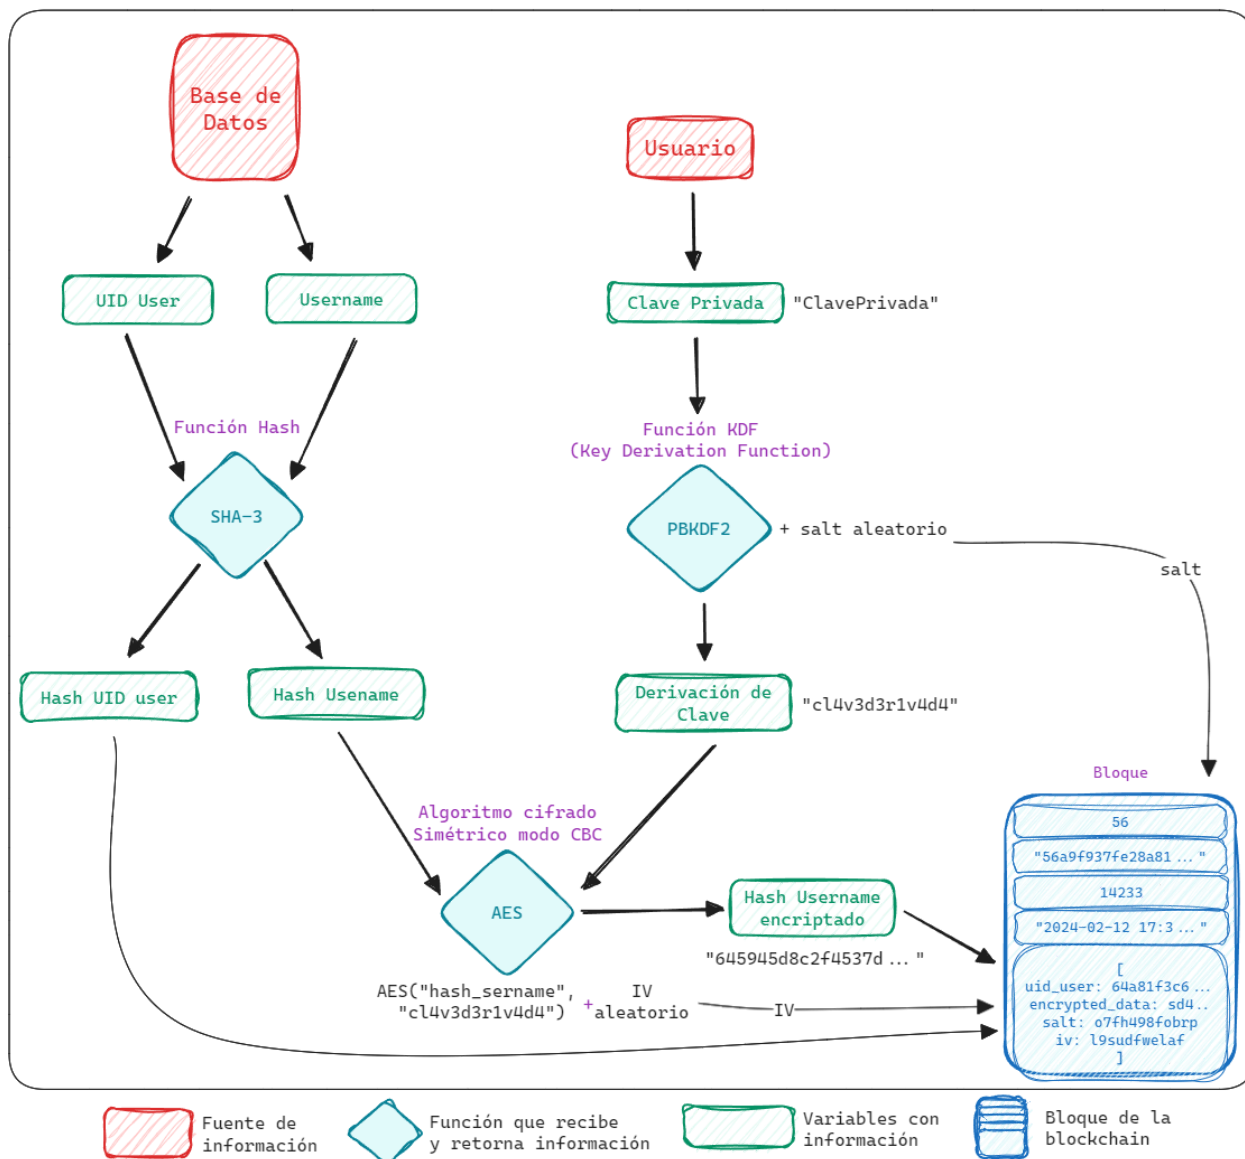 Base de
Datos
Usuario
UID User
Username
Clave Privada
"ClavePrivada"
Función Hash
Función KDF
(Key Derivation Function)
SHA-3
PBKDF2
+ salt aleatorio
salt
Hash UID user
Hash Usename
Derivación de
Clave
"cl4v3d3r1v4d4"
Algoritmo cifrado
Simétrico modo CBC
AES
Hash Username
encriptado
"645945d8c2f4537d..."
AES("hash_sername",
"cl4v3d3r1v4d4")
+
IV
aleatorio
IV
Bloque
56
"56a9f937fe28a81..."
14233
"2024-02-12 17:3..."
[
uid_user: 64a81f3c6...
encrypted_data: sd4..
salt: o7fh498fobrp
iv: l9sudfwelaf
]
Fuente de
información
Función que recibe
y retorna información
Variables con
información
Bloque de la
blockchain